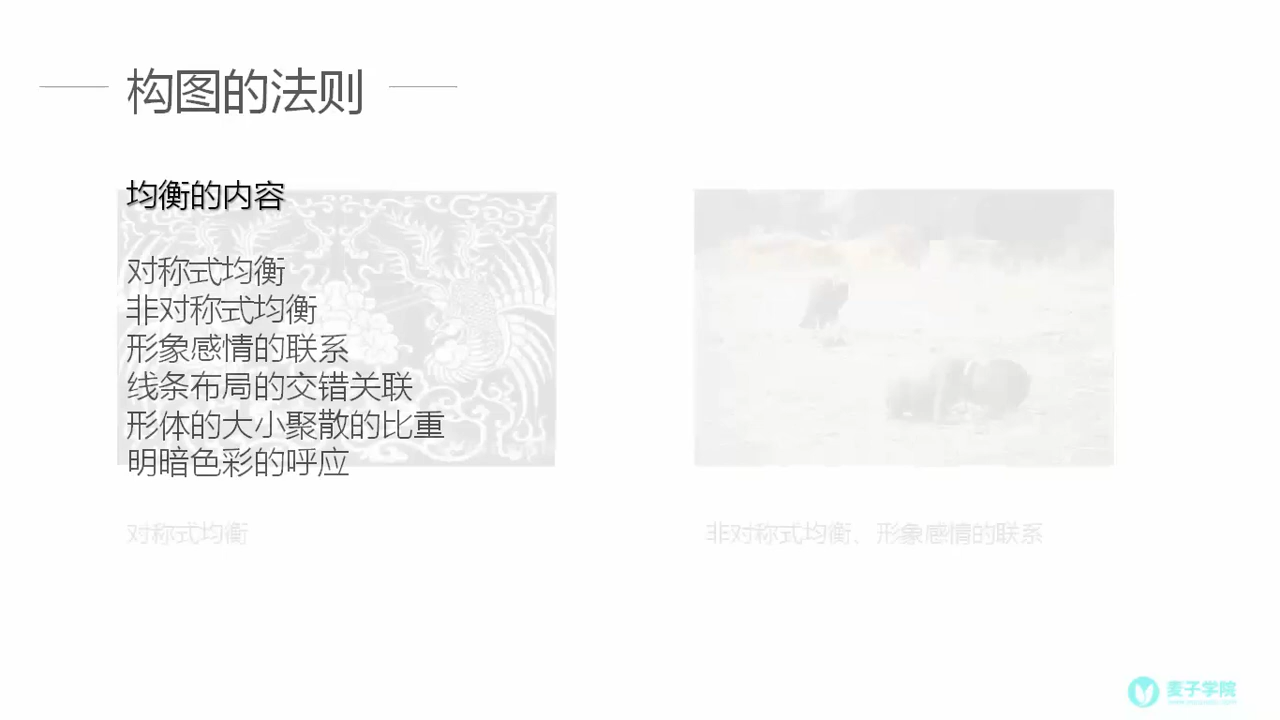 构图的法则
均衡的内容
对称式均衡
非对称式均衡
形象感情的联系
线条布局的交错关联
形体的大小聚散的比重
明暗色彩的呼应
对称式均衡
非对称式均衡、形象感情的联系
麦子学院